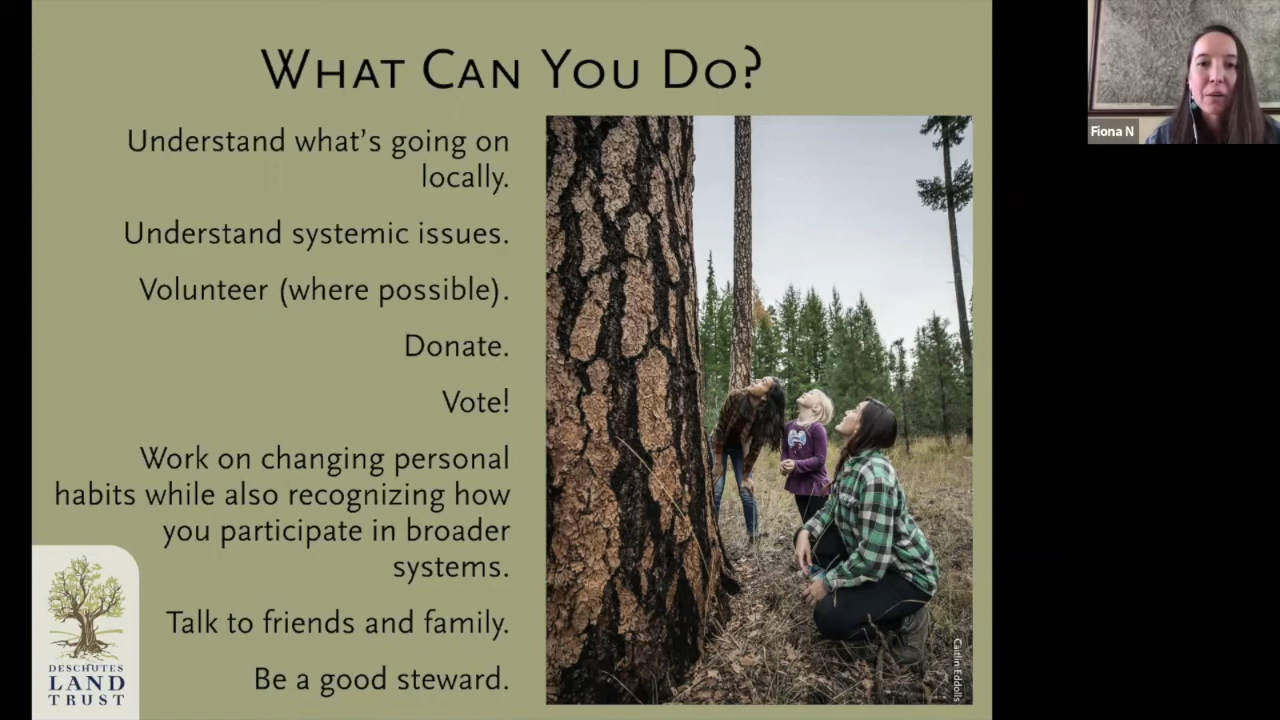 What Can You Do?
Understand what's going on
locally.
Understand systemic issues.
Volunteer (where possible).
Donate.
Vote!
Work on changing personal
habits while also recognizing how
you participate in broader
systems.
Talk to friends and family.
Be a good steward.
DESCHUTES
LAND
TRUST
Caitlin Eddolls
Fiona N